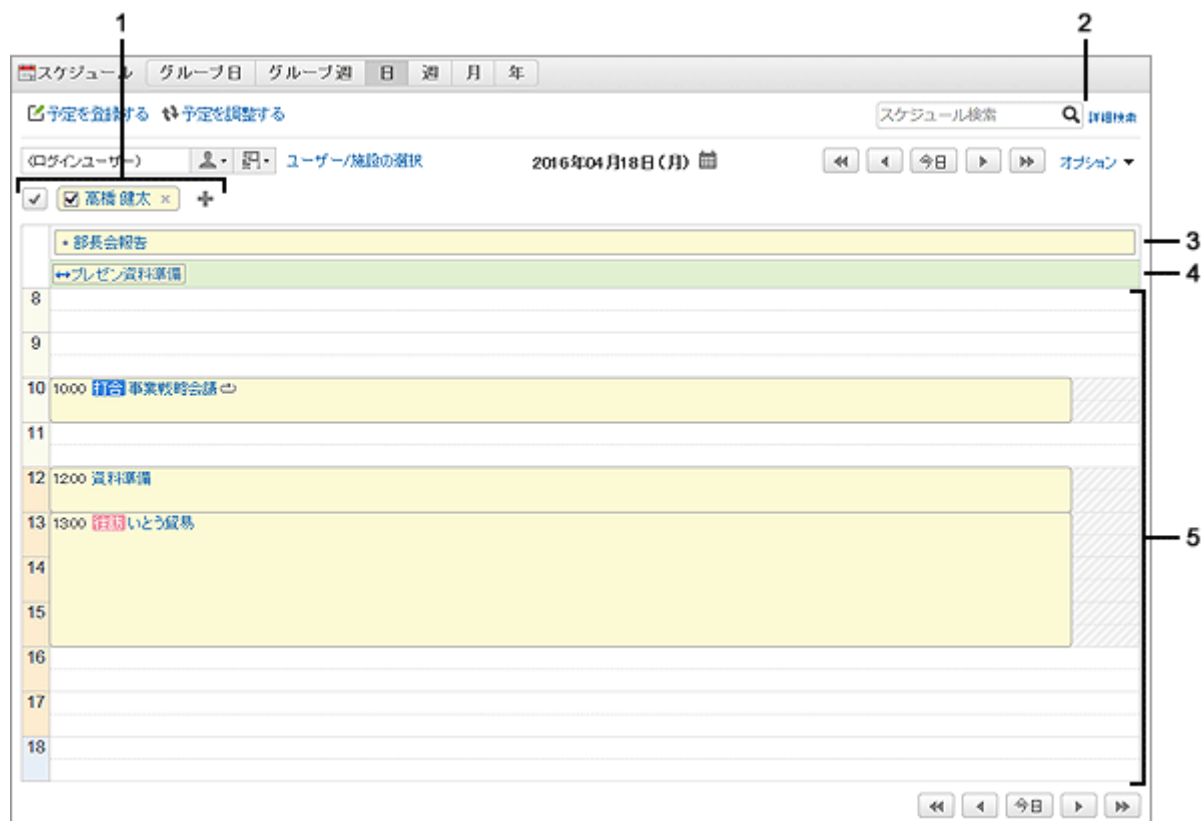 1 2
スケジュール グループ日 グループ週 日 週 月 年
予定を登録する 予定を調整する スケジュール検索 詳細検索
(ログインユーザー) ユーザー/施設の選択 2016年04月18日(月) 今日 オプション
高橋 健太 ×
・部長会報告 3
↔プレゼン資料準備 4
8
9
10 10:00 打合 事業戦略会議
11
12 12:00 資料準備
13 13:00 往訪 いとう貿易
5
14
15
16
17
18
今日